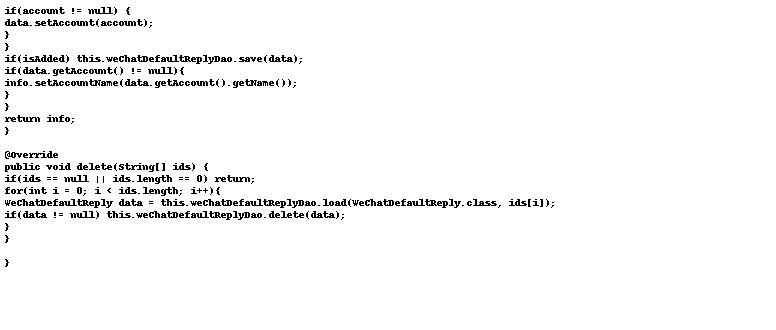 if(account != null) {
data.setAccount(account);
}
}
if(isAdded) this.weChatDefaultReplyDao.save(data);
if(data.getAccount() != null){
info.setAccountName(data.getAccount().getName());
}
}
return info;
}
@Override
public void delete(String[] ids) {
if(ids == null || ids.length == 0) return;
for(int i = 0; i < ids.length; i++){
WeChatDefaultReply data = this.weChatDefaultReplyDao.load(WeChatDefaultReply.class, ids[i]);
if(data != null) this.weChatDefaultReplyDao.delete(data);
}
}
}